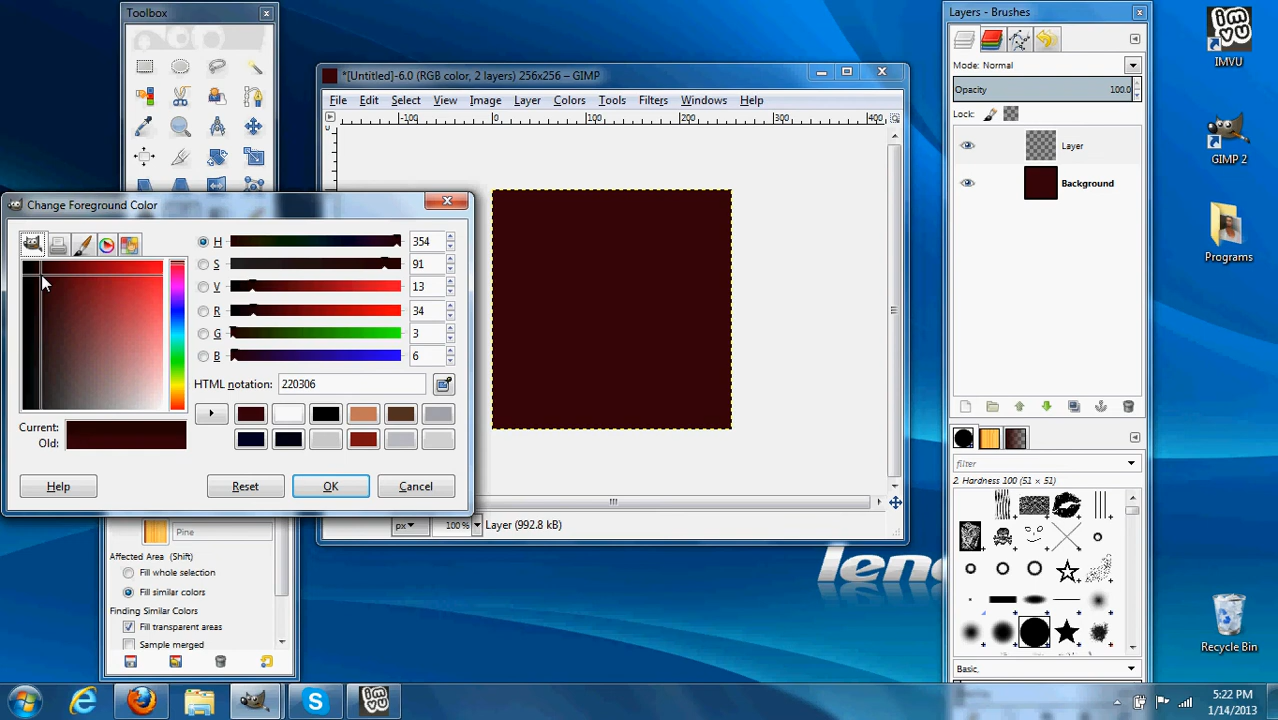 Toolbox
*[Untitled]-6.0 (RGB color, 2 layers) 256x256 – GIMP
File Edit Select View Image Layer Colors Tools Filters Windows Help
-100 0 100 200 300 400
0
Change Foreground Color
H 354
S 91
V 13
R 34
G 3
B 6
HTML notation: 220306
Current:
Old:
Help Reset OK Cancel
Pine
Affected Area (Shift)
Fill whole selection
Fill similar colors
Finding Similar Colors
Fill transparent areas
Sample merged
px 100 % Layer (992.8 kB)
Layers - Brushes
Mode: Normal
Opacity 100.0
Lock:
Layer
Background
filter
2. Hardness 100 (51 × 51)
Basic,
imvu
IMVU
GIMP 2
Programs
Recycle Bin
imvu
5:22 PM
1/14/2013